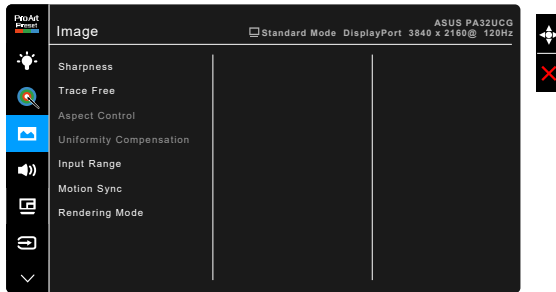 ProArt
Preset
Image
ASUS PA32UCG
Standard Mode DisplayPort 3840 x 2160@ 120Hz
Sharpness
Trace Free
Aspect Control
Uniformity Compensation
Input Range
Motion Sync
Rendering Mode